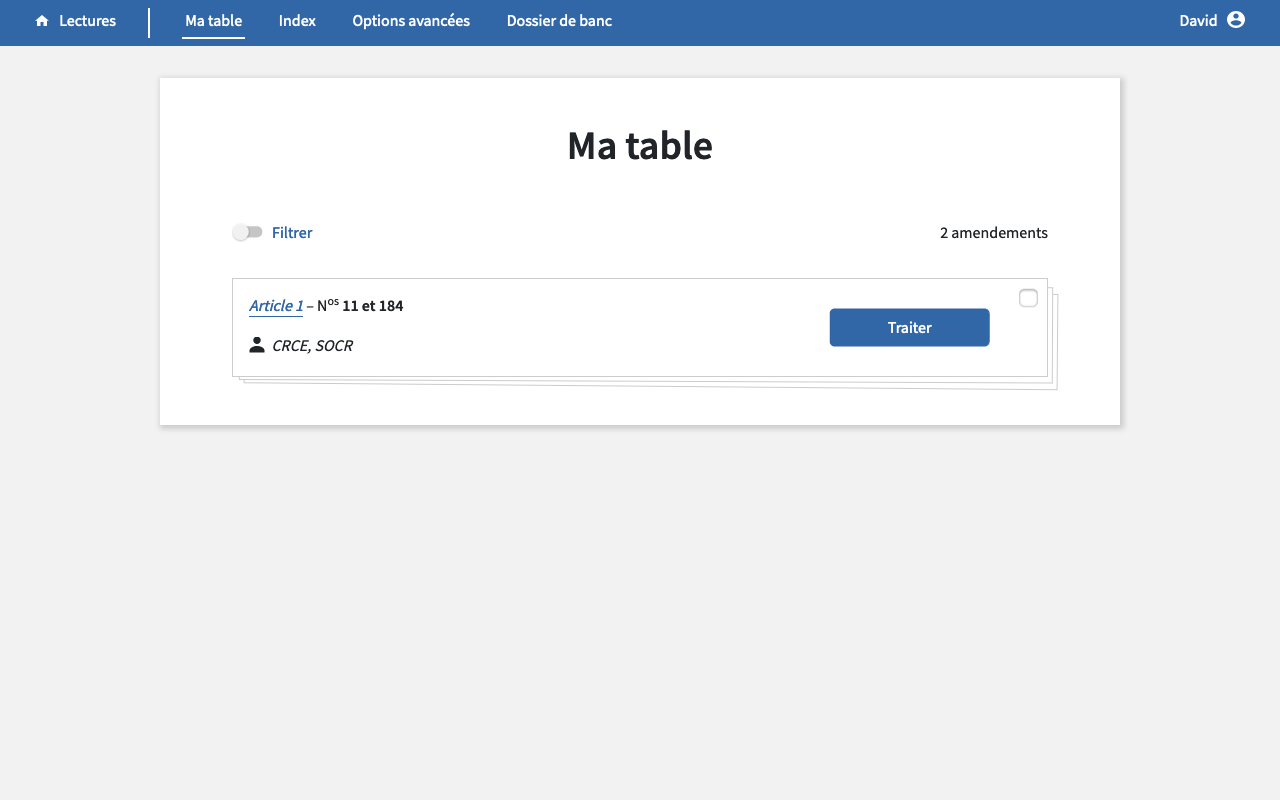 Lectures
Ma table
Index
Options avancées
Dossier de banc
David
Ma table
Filtrer
2 amendements
Article 1 – Nos 11 et 184
Traiter
CRCE, SOCR